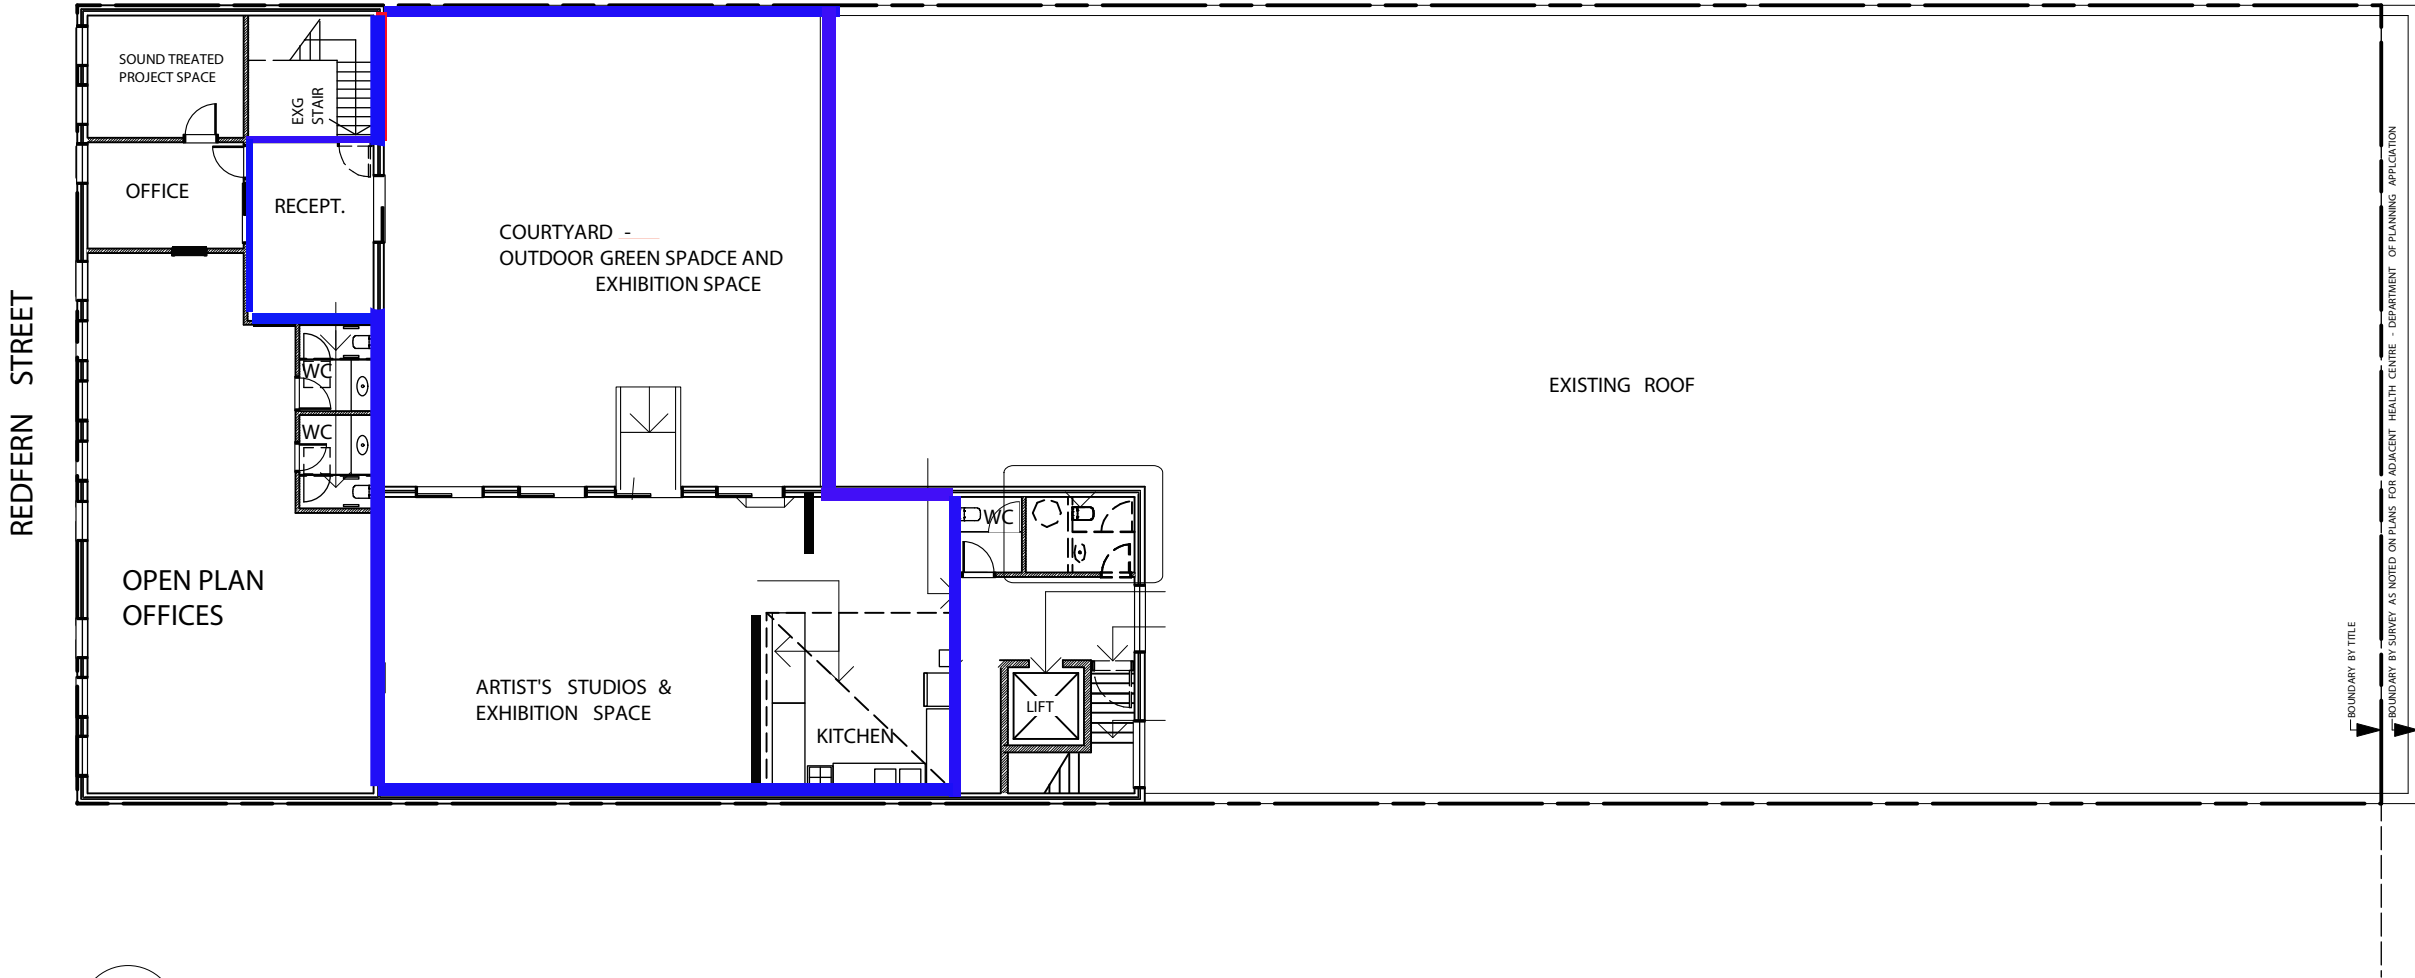 SOUND TREATED
PROJECT SPACE
EXG
STAIR
OFFICE
RECEPT.
COURTYARD -
OUTDOOR GREEN SPADCE AND
EXHIBITION SPACE
REDFERN STREET
WC
WC
EXISTING ROOF
WC
OPEN PLAN
OFFICES
ARTIST'S STUDIOS &
EXHIBITION SPACE
KITCHEN
LIFT
BOUNDARY BY TITLE
BOUNDARY BY SURVEY AS NOTED ON PLANS FOR ADJACENT HEALTH CENTRE - DEPARTMENT OF PLANNING APPLCIATION